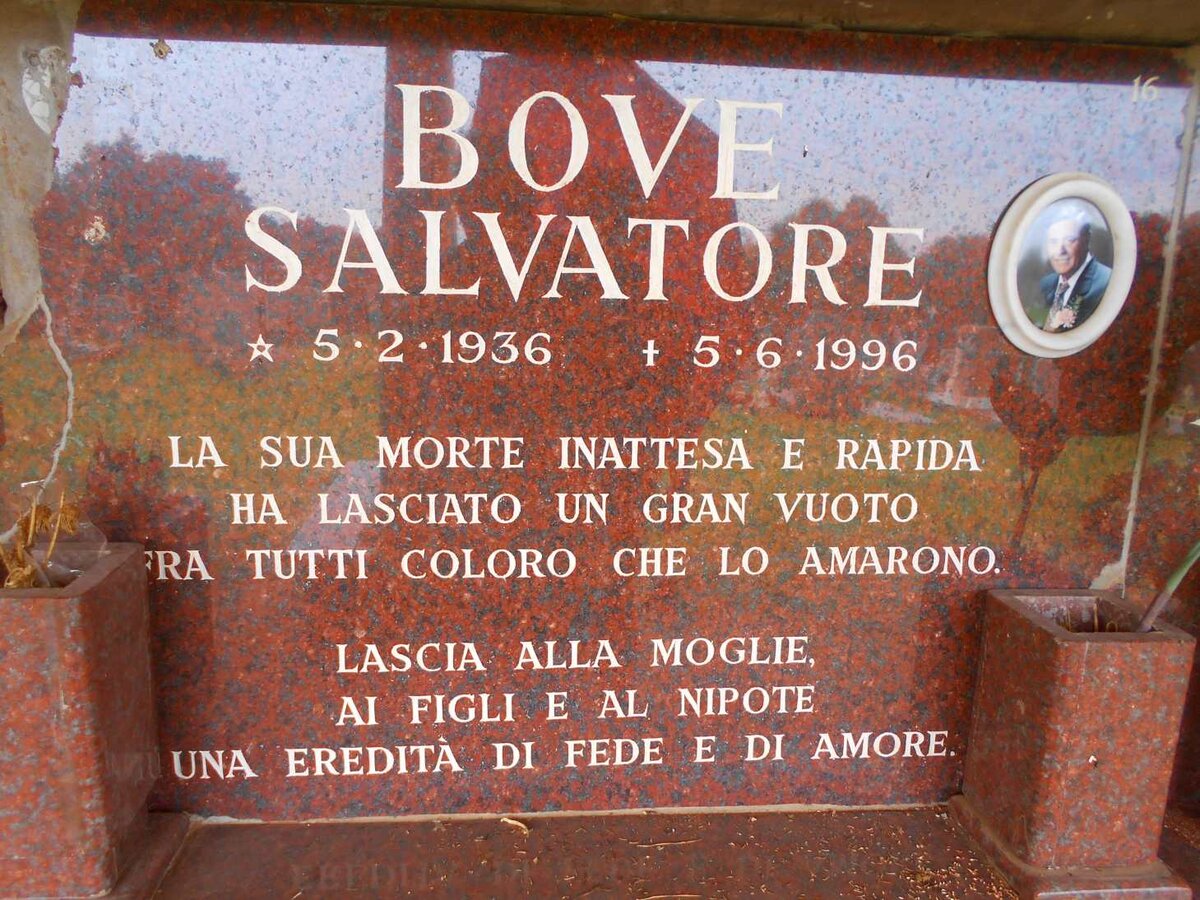 16
BOVE
SALVATORE
☆ 5·2·1936 † 5·6·1996
LA SUA MORTE INATTESA E RAPIDA
HA LASCIATO UN GRAN VUOTO
FRA TUTTI COLORO CHE LO AMARONO.
LASCIA ALLA MOGLIE,
AI FIGLI E AL NIPOTE
UNA EREDITÀ DI FEDE E DI AMORE.